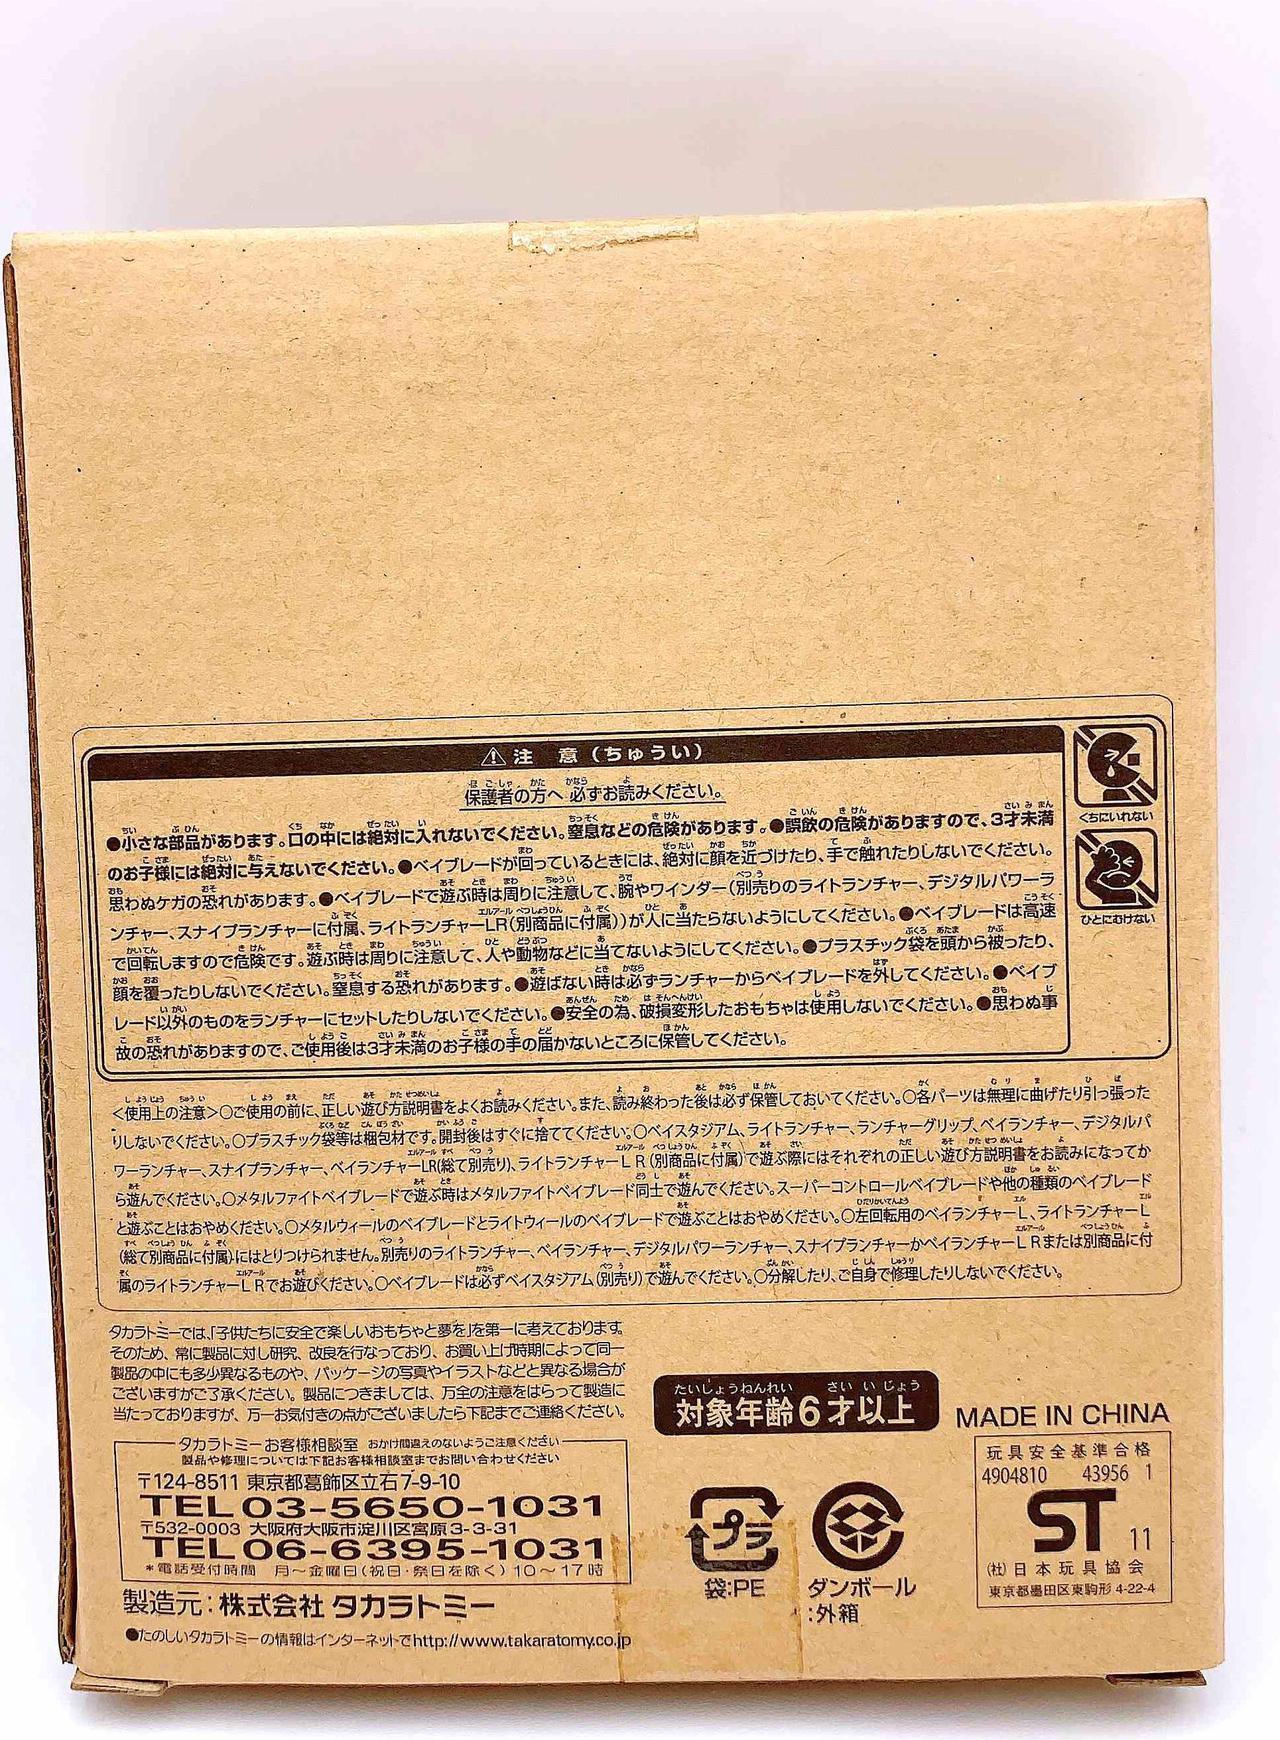 ⚠注 意(ちゅうい)
保護者の方へ 必ずお読みください。
●小さな部品があります。口の中には絶対に入れないでください。窒息などの危険があります。●誤飲の危険がありますので、3才未満
のお子様には絶対に与えないでください。●ベイブレードが回っているときには、絶対に顔を近づけたり、手で触れたりしないでください。
思わぬケガの恐れがあります。●ベイブレードで遊ぶ時は周りに注意して、腕やワインダー(別売りのライトランチャー、デジタルパワーラ
ンチャー、スナイプランチャーに付属、ライトランチャーLR(別商品に付属))が人に当たらないようにしてください。●ベイブレードは高速
で回転しますので危険です。遊ぶ時は周りに注意して、人や動物などに当てないようにしてください。●プラスチック袋を頭から被ったり、
顔を覆ったりしないでください。窒息する恐れがあります。●遊ばない時は必ずランチャーからベイブレードを外してください。●ベイブ
レード以外のものをランチャーにセットしたりしないでください。●安全の為、破損変形したおもちゃは使用しないでください。●思わぬ事
故の恐れがありますので、ご使用後は3才未満のお子様の手の届かないところに保管してください。
くちにいれない
ひとにむけない
<使用上の注意>○ご使用の前に、正しい遊び方説明書をよくお読みください。また、読み終わった後は必ず保管しておいてください。○各パーツは無理に曲げたり引っ張った
りしないでください。○プラスチック袋等は梱包材です。開封後はすぐに捨ててください。○ベイスタジアム、ライトランチャー、ランチャーグリップ、ベイランチャー、デジタルパ
ワーランチャー、スナイプランチャー、ベイランチャーLR(総て別売り)、ライトランチャーLR(別商品に付属)で遊ぶ際にはそれぞれの正しい遊び方説明書をお読みになってか
ら遊んでください。○メタルファイトベイブレードで遊ぶ時はメタルファイトベイブレード同士で遊んでください。スーパーコントロールベイブレードや他の種類のベイブレード
と遊ぶことはおやめください。○メタルウィールのベイブレードとライトウィールのベイブレードで遊ぶことはおやめください。○左回転用のベイランチャーL、ライトランチャーL
(総て別商品に付属)にはとりつけられません。別売りのライトランチャー、ベイランチャー、デジタルパワーランチャー、スナイプランチャーかベイランチャーLRまたは別商品に付
属のライトランチャーLRでお遊びください。○ベイブレードは必ずベイスタジアム(別売り)で遊んでください。○分解したり、ご自身で修理したりしないでください。
タカラトミーでは、「子供たちに安全で楽しいおもちゃと夢を」を第一に考えております。
そのため、常に製品に対し研究、改良を行なっており、お買い上げ時期によって同一
製品の中にも多少異なるものや、パッケージの写真やイラストなどと異なる場合が
ございますがご了承ください。製品につきましては、万全の注意をはらって製造に
当たっておりますが、万一お気付きの点がございましたら下記までご連絡ください。
タカラトミーお客様相談室 おかけ間違えのないようご注意ください
製品や修理については下記お客様相談室までお問い合わせください
〒124-8511 東京都葛飾区立石7-9-10
TEL 03-5650-1031
〒532-0003 大阪府大阪市淀川区宮原3-3-31
TEL 06-6395-1031
*電話受付時間 月〜金曜日(祝日・祭日を除く)10〜17時
製造元:株式会社 タカラトミー
●たのしいタカラトミーの情報はインターネットでhttp://www.takaratomy.co.jp
たいしょうねんれい さい いじょう
対象年齢6才以上
MADE IN CHINA
プラ
袋:PE
ダンボール
:外箱
玩具安全基準合格
4904810 43956 1
ST 11
(社)日本玩具協会
東京都墨田区東駒形 4-22-4